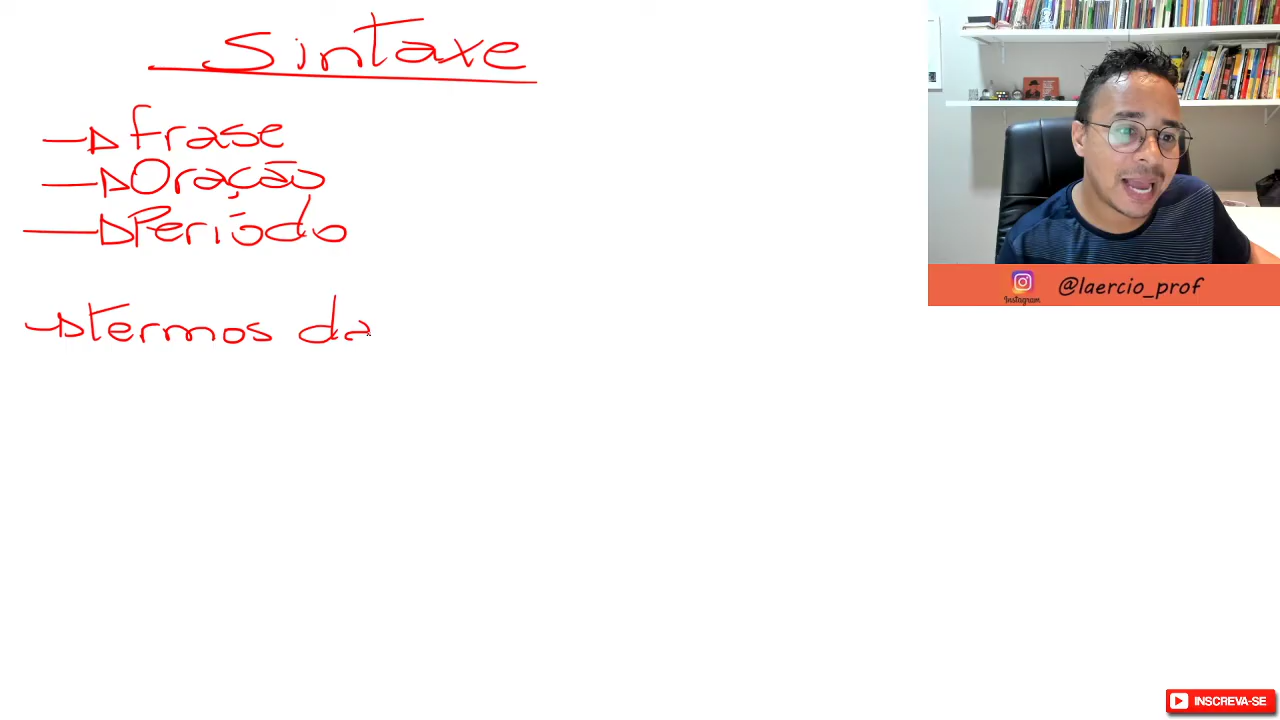 Sintaxe
Frase
Oração
Período
termos da
@laercio_prof
Instagram
INSCREVA-SE